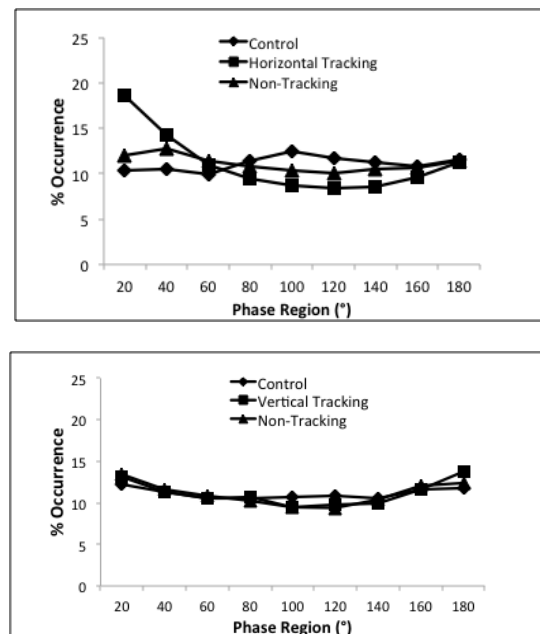 25
20
15
10
5
0
% Occurrence
Control
Horizontal Tracking
Non-Tracking
20 40 60 80 100 120 140 160 180
Phase Region (°)
25
20
15
10
5
0
% Occurrence
Control
Vertical Tracking
Non-Tracking
20 40 60 80 100 120 140 160 180
Phase Region (°)